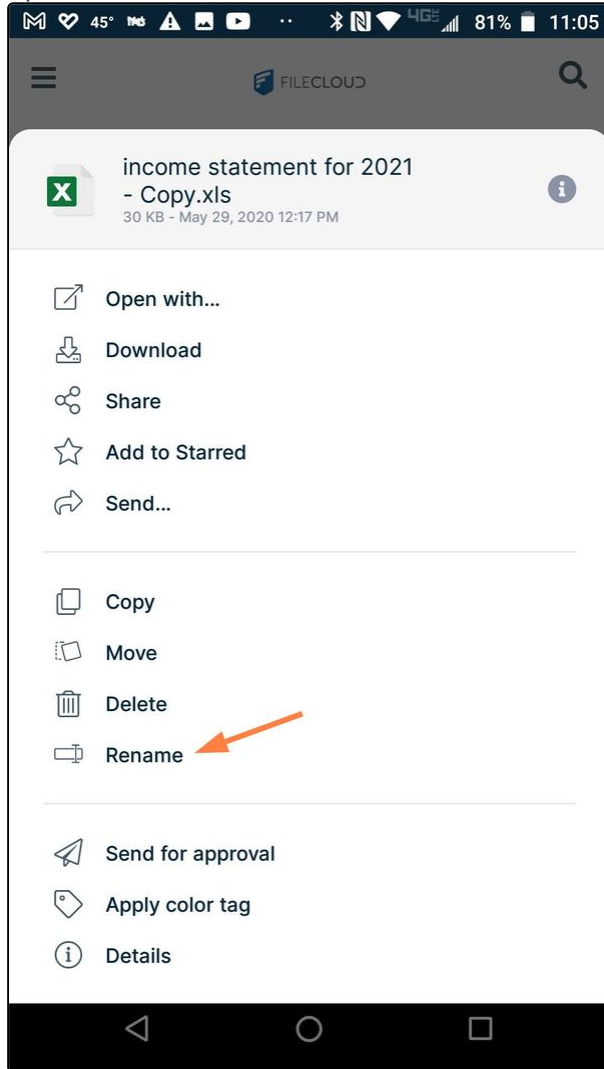 45° 4G 81% 11:05
FILECLOUD
income statement for 2021
- Copy.xls
30 KB - May 29, 2020 12:17 PM
Open with...
Download
Share
Add to Starred
Send...
Copy
Move
Delete
Rename
Send for approval
Apply color tag
Details